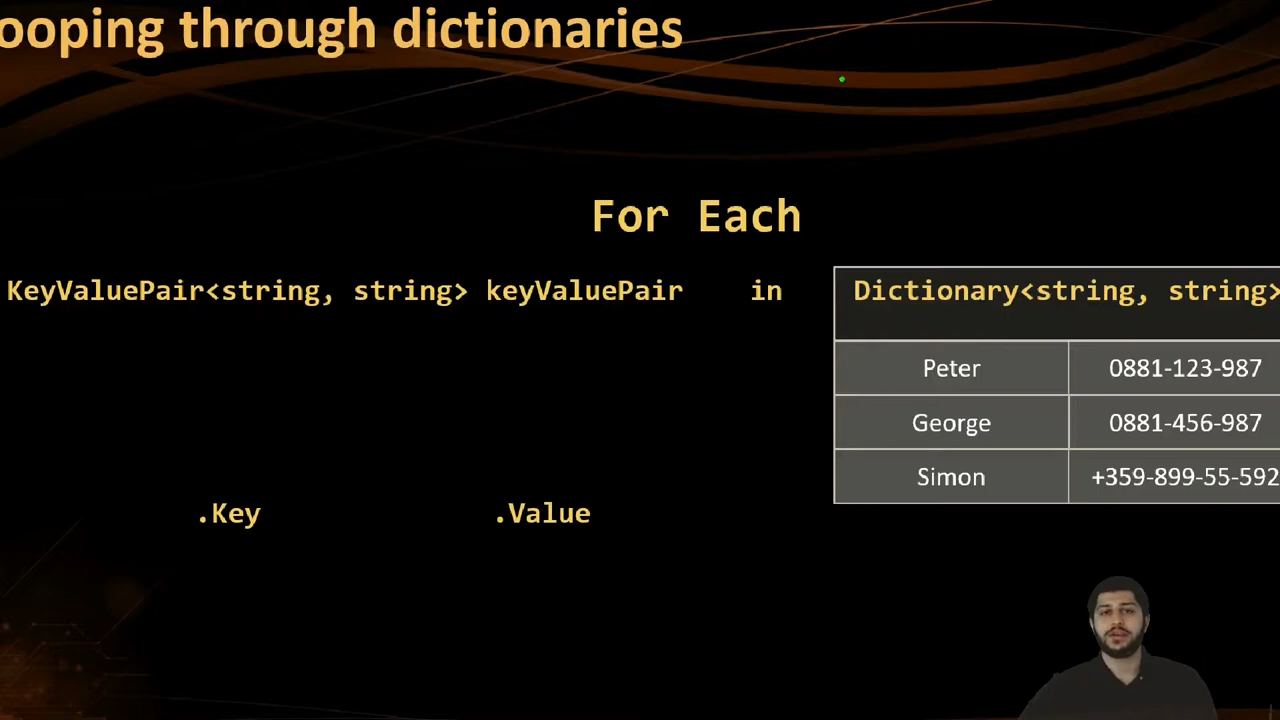 ooping through dictionaries
For Each
KeyValuePair<string, string> keyValuePair in Dictionary<string, string>
Peter 0881-123-987
George 0881-456-987
Simon +359-899-55-592
.Key .Value